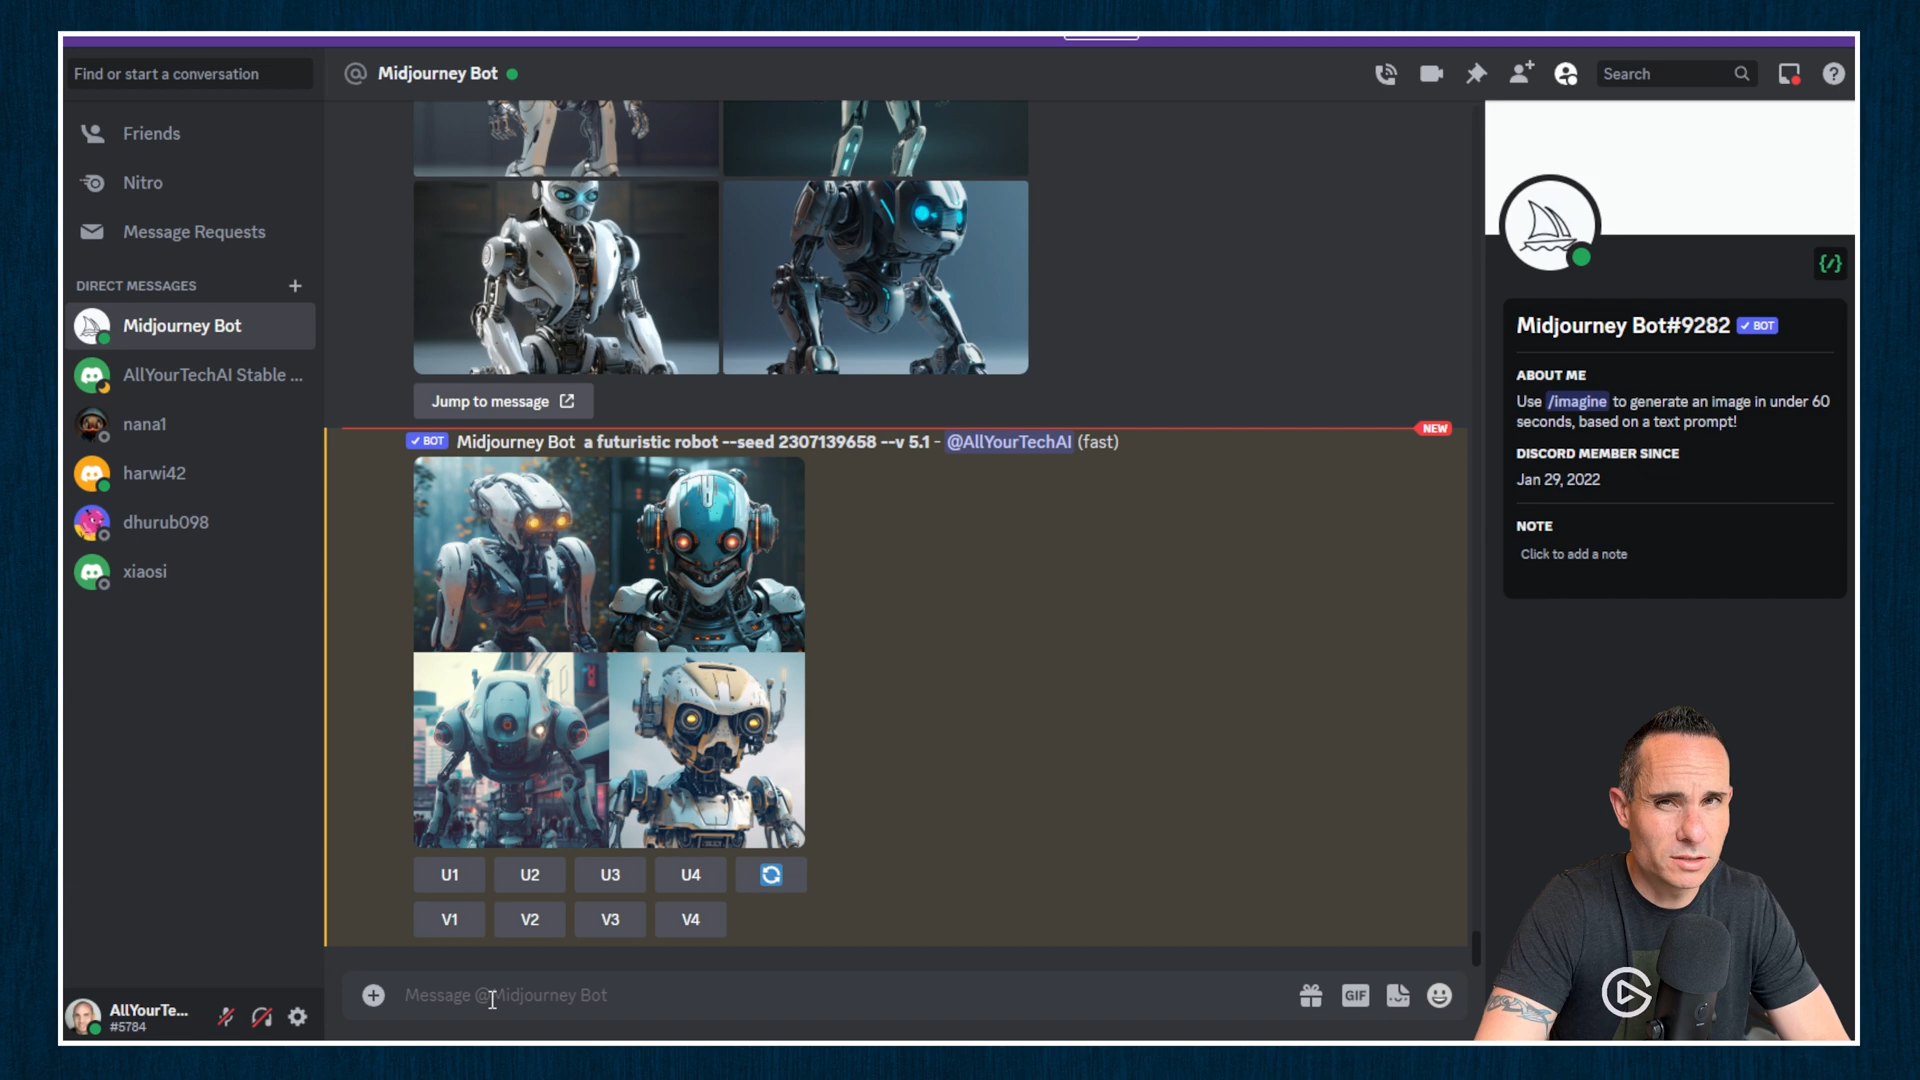 Find or start a conversation
Midjourney Bot
Search
Friends
Nitro
Message Requests
DIRECT MESSAGES
Midjourney Bot
AllYourTechAI Stable ...
nana1
harwi42
dhurub098
xiaosi
AllYourTe...
#5784
Jump to message
NEW
BOT Midjourney Bot a futuristic robot --seed 2307139658 --v 5.1 - @AllYourTechAI (fast)
U1 U2 U3 U4
V1 V2 V3 V4
Message @Midjourney Bot
GIF
Midjourney Bot#9282 BOT
ABOUT ME
Use /imagine to generate an image in under 60
seconds, based on a text prompt!
DISCORD MEMBER SINCE
Jan 29, 2022
NOTE
Click to add a note